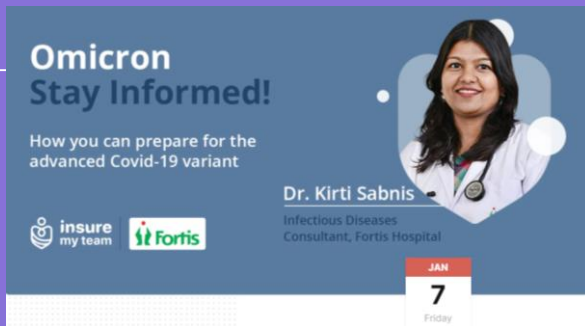 Omicron
Stay Informed!
How you can prepare for the
advanced Covid-19 variant
insure
my team
Fortis
Dr. Kirti Sabnis
Infectious Diseases
Consultant, Fortis Hospital
JAN
7
Friday